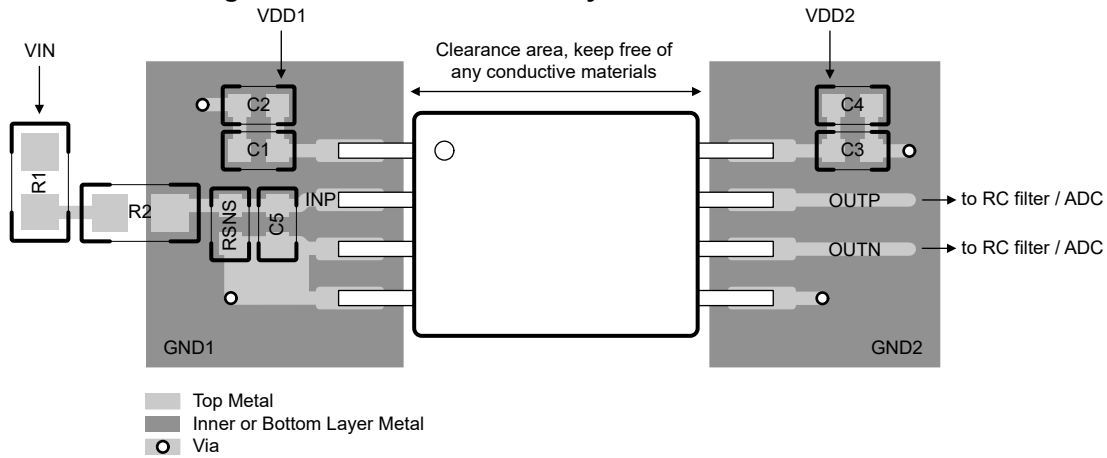 VDD1
VDD2
VIN
Clearance area, keep free of
any conductive materials
C2
C4
C1
C3
R1
R2
RSNS
C5
INP
OUTP
to RC filter / ADC
OUTN
to RC filter / ADC
GND1
GND2
Top Metal
Inner or Bottom Layer Metal
Via